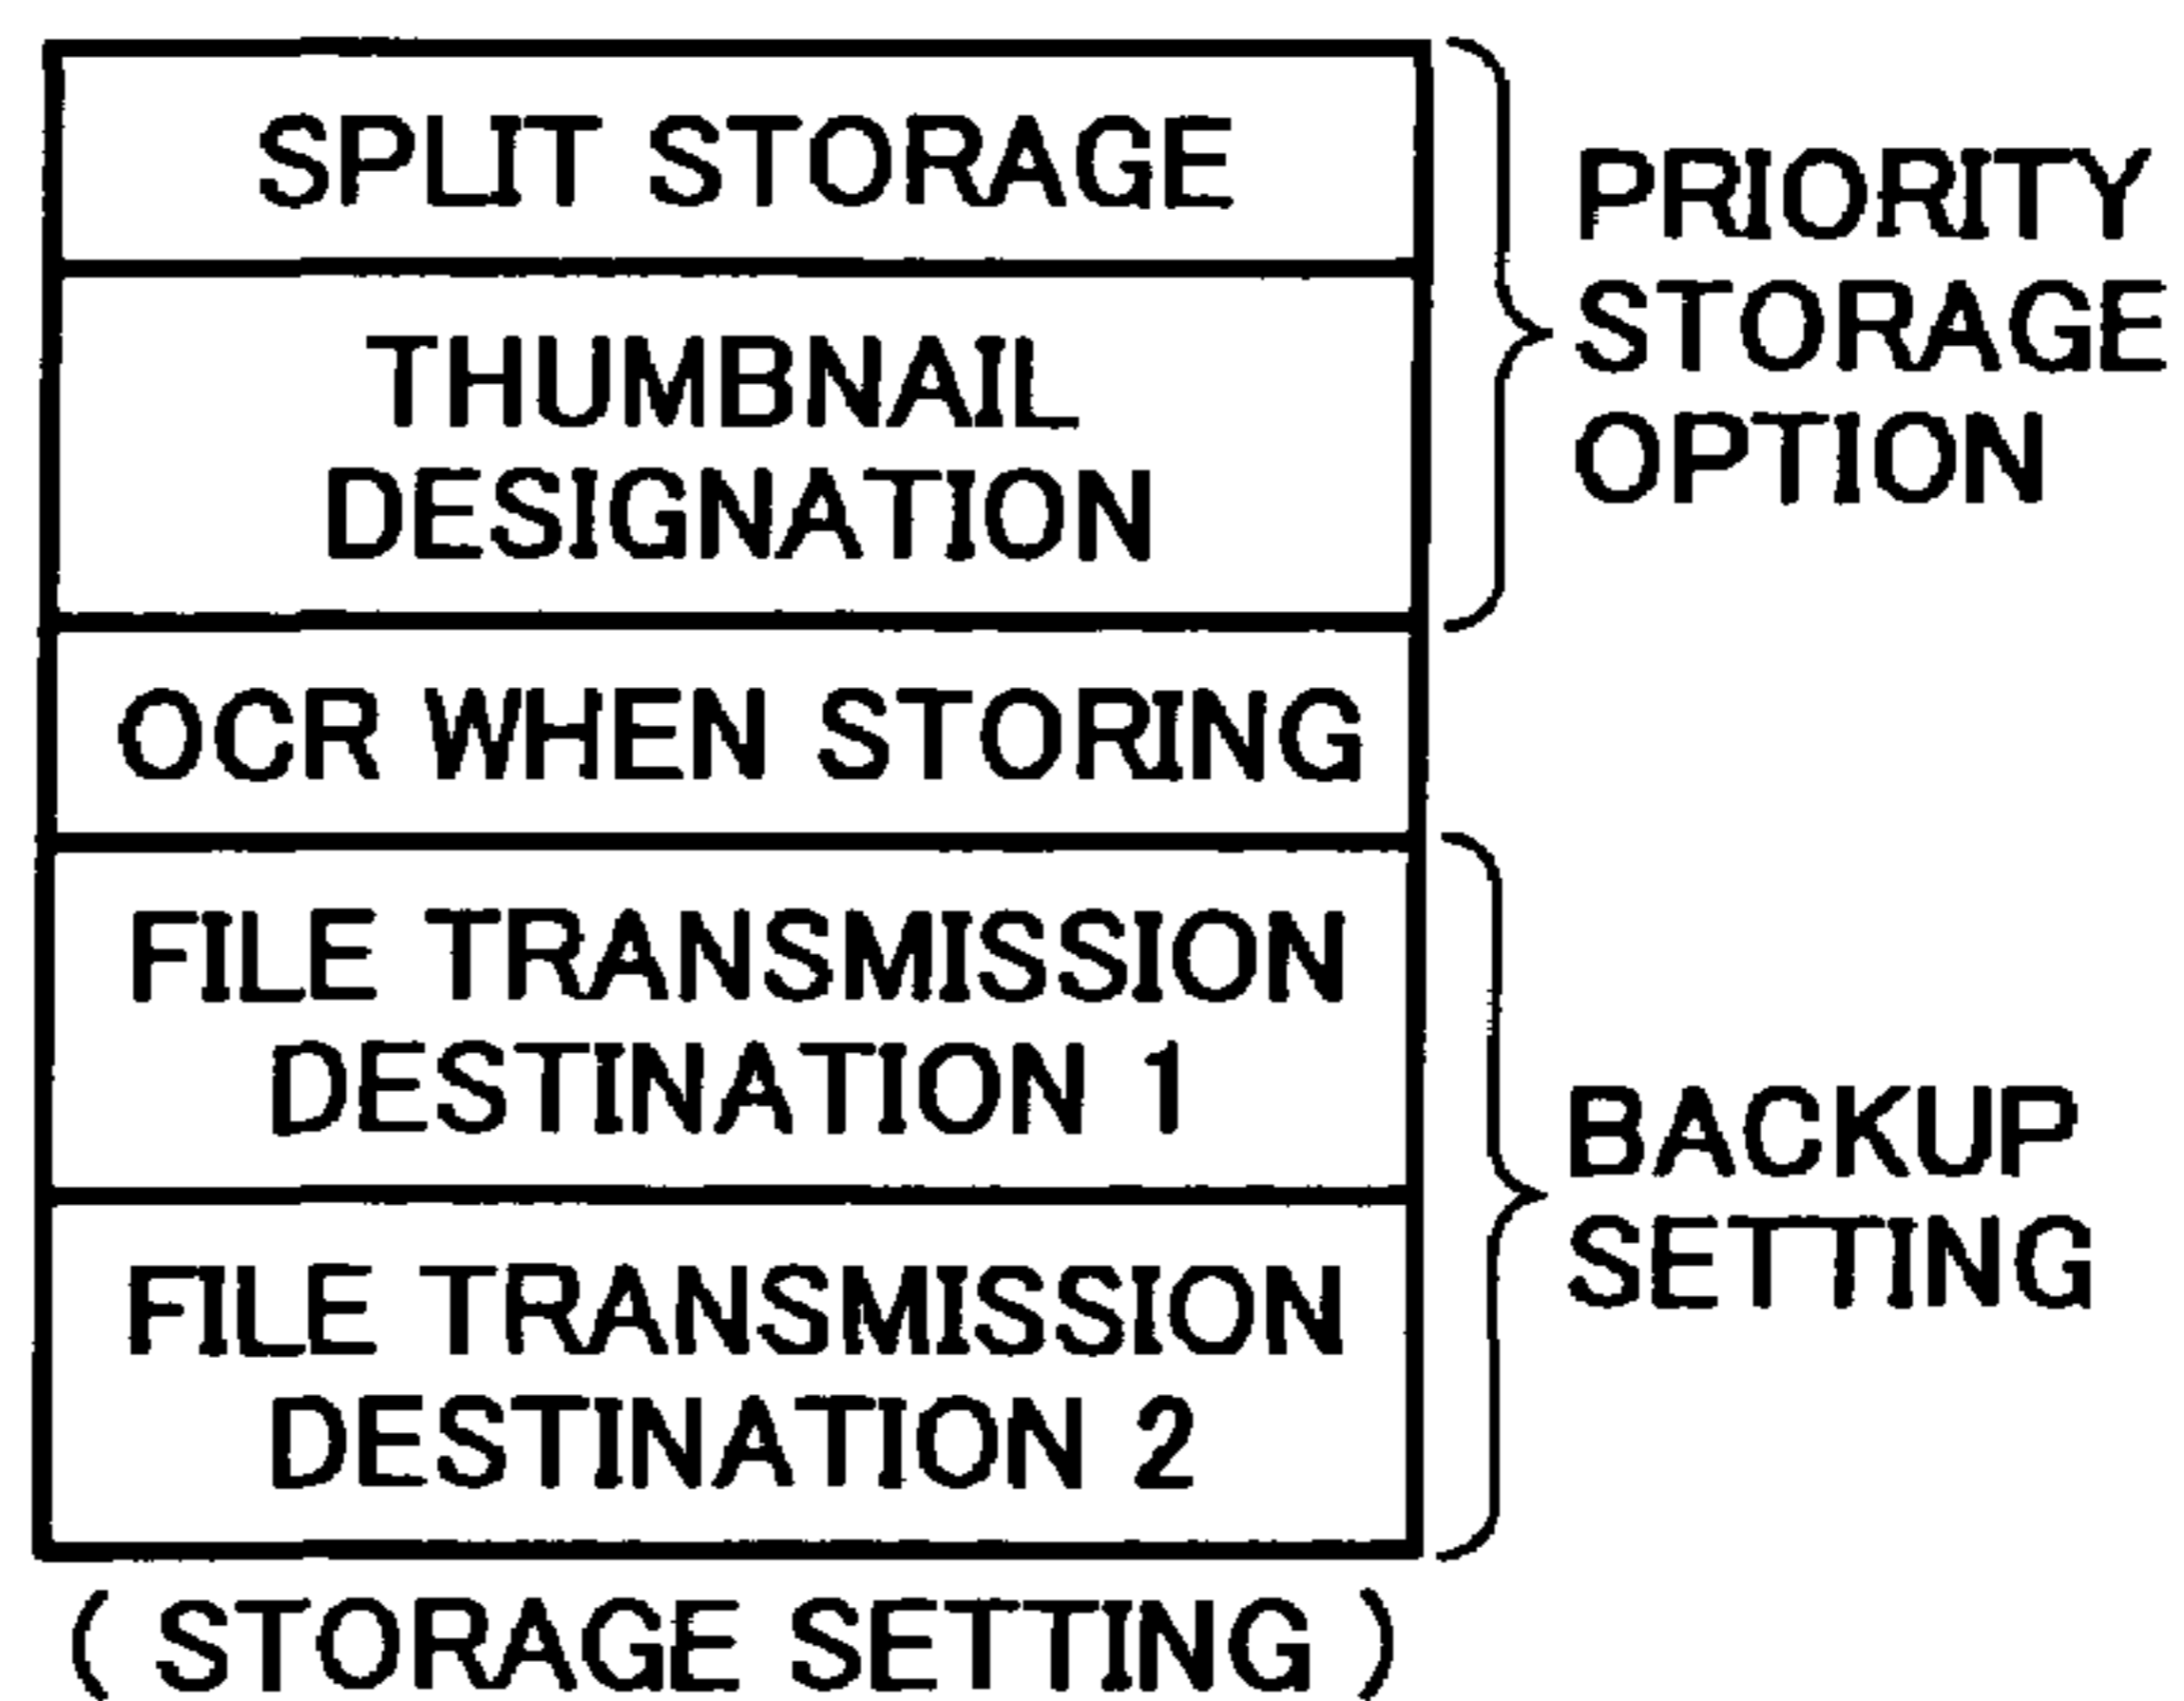 SPLIT STORAGE
THUMBNAIL
DESIGNATION
PRIORITY
STORAGE
OPTION
OCR WHEN STORING
FILE TRANSMISSION
DESTINATION 1
FILE TRANSMISSION
DESTINATION 2
BACKUP
SETTING
( STORAGE SETTING )